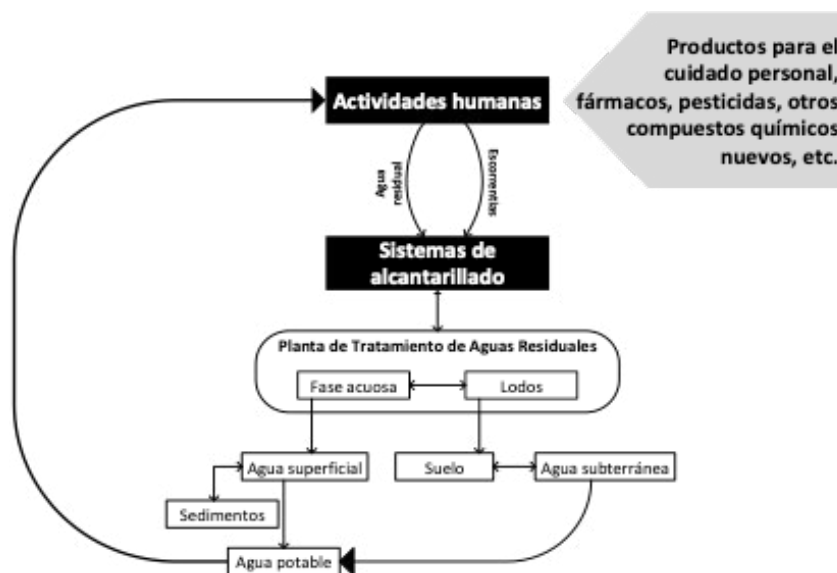 Productos para el
cuidado personal,
fármacos, pesticidas, otros
compuestos químicos
nuevos, etc.
Actividades humanas
Agua
residual
Escorrentías
Sistemas de
alcantarillado
Planta de Tratamiento de Aguas Residuales
Fase acuosa
Lodos
Agua superficial
Suelo
Agua subterránea
Sedimentos
Agua potable